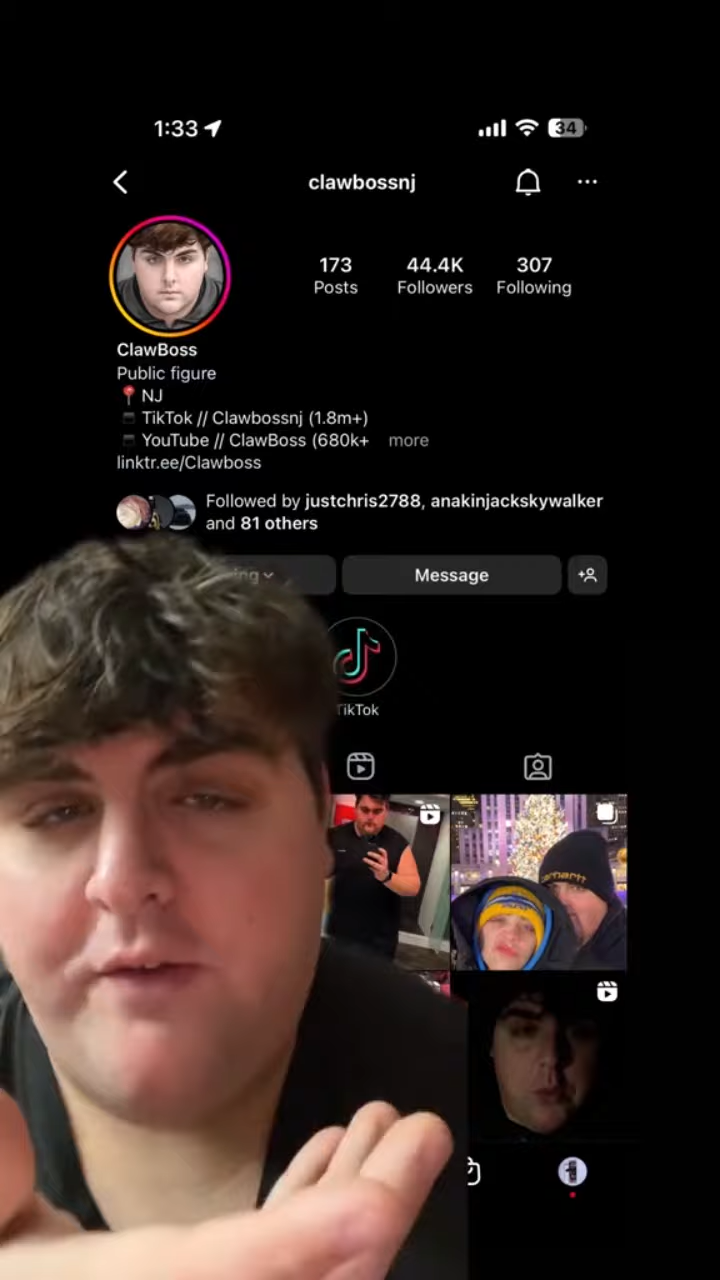 1:33
34
clawbossnj
173
44.4K
307
Posts
Followers
Following
ClawBoss
Public figure
📍 NJ
TikTok // Clawbossnj (1.8m+)
YouTube // ClawBoss (680k+ more
linktr.ee/Clawboss
Followed by justchris2788, anakinjackskywalker
and 81 others
Message
TikTok
carhartt